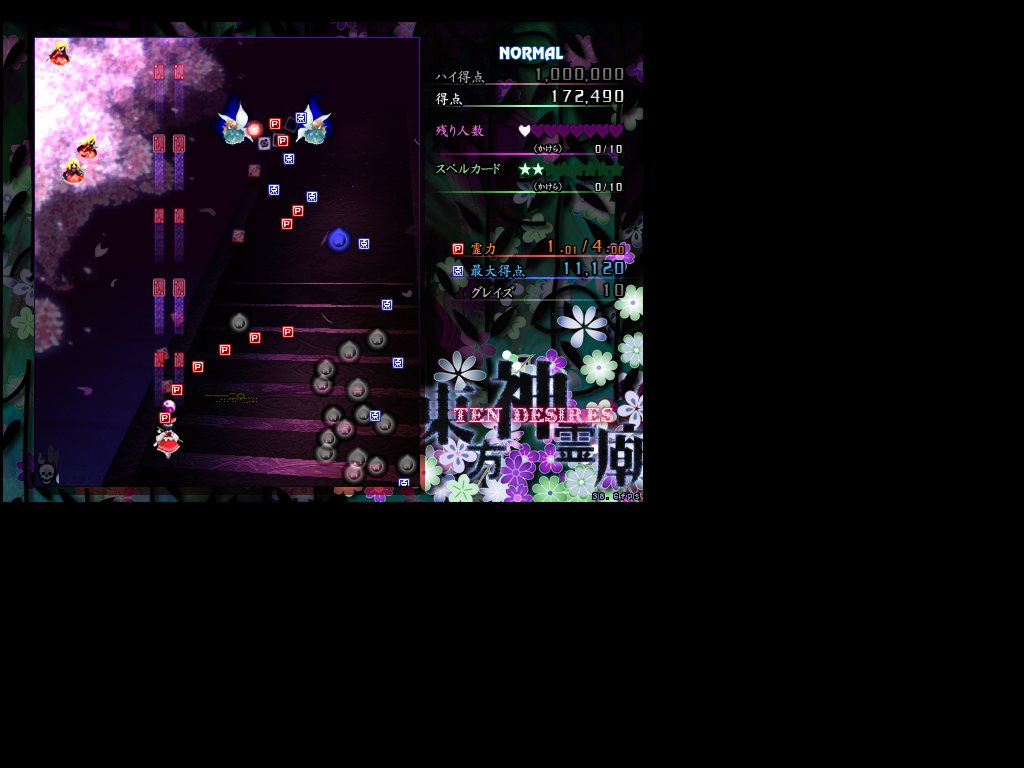 NORMAL
ハイ得点 1,000,000
得点 172,490
残り人数
(かけら) 0/10
スペルカード
(かけら) 0/10
P 霊力 1.01/4.00
点 最大得点 11,120
グレイズ 10
東方神霊廟
TEN DESIRES